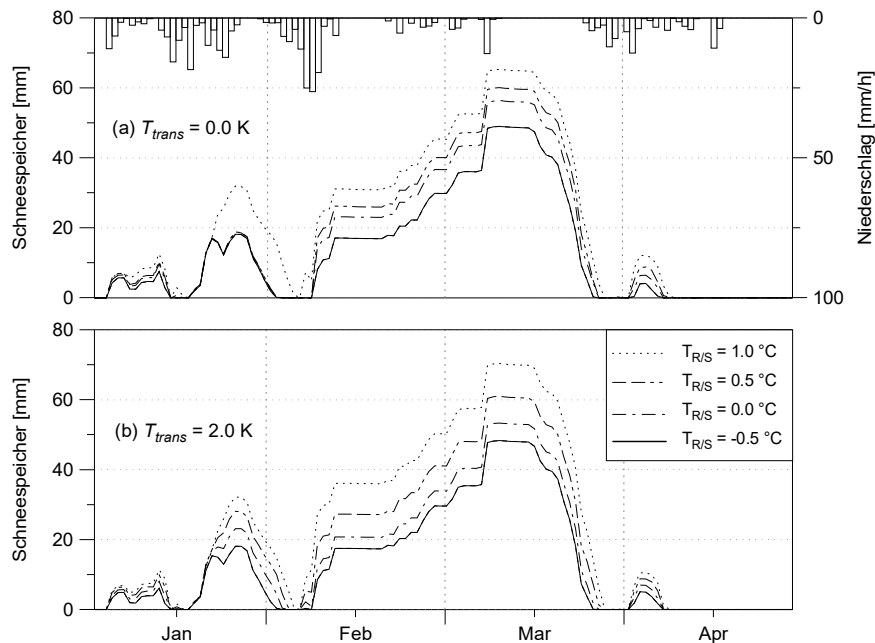 80
60
40
20
0
Schneespeicher [mm]
(a) T_trans = 0.0 K
0
50
100
Niederschlag [mm/h]
80
60
40
20
0
Schneespeicher [mm]
(b) T_trans = 2.0 K
T_R/S = 1.0 °C
T_R/S = 0.5 °C
T_R/S = 0.0 °C
T_R/S = -0.5 °C
Jan Feb Mar Apr